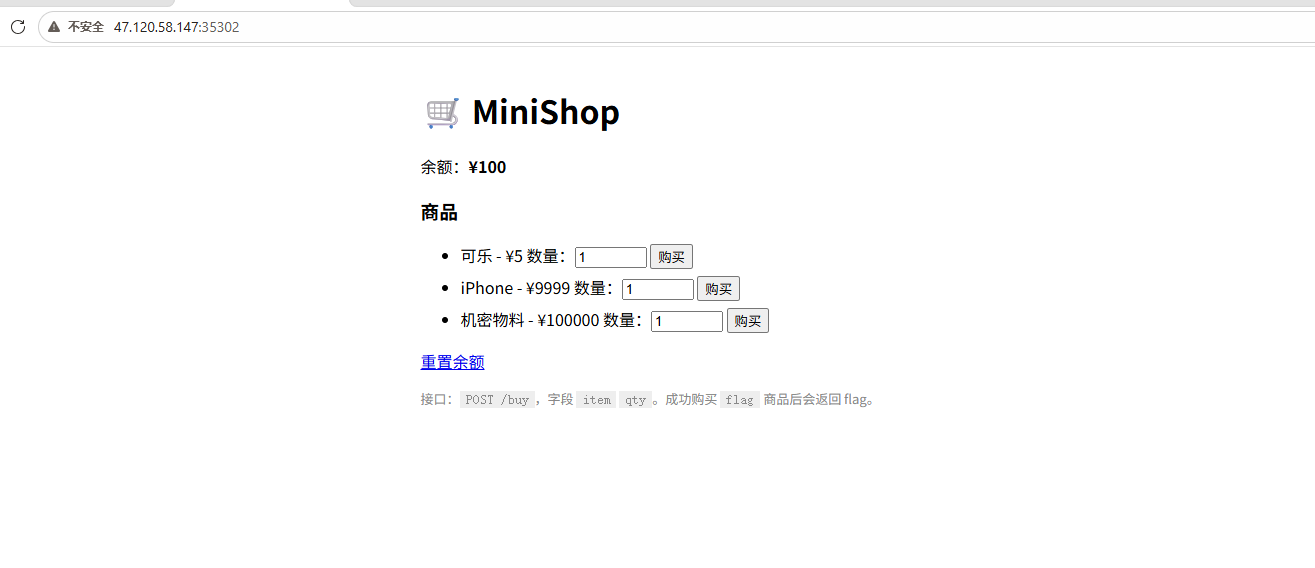 不安全 47.120.58.147:35302
MiniShop
余额：¥100
商品
可乐 - ¥5 数量： 1 购买
iPhone - ¥9999 数量： 1 购买
机密物料 - ¥100000 数量： 1 购买
重置余额
接口： POST /buy ，字段 item qty 。成功购买 flag 商品后会返回 flag。